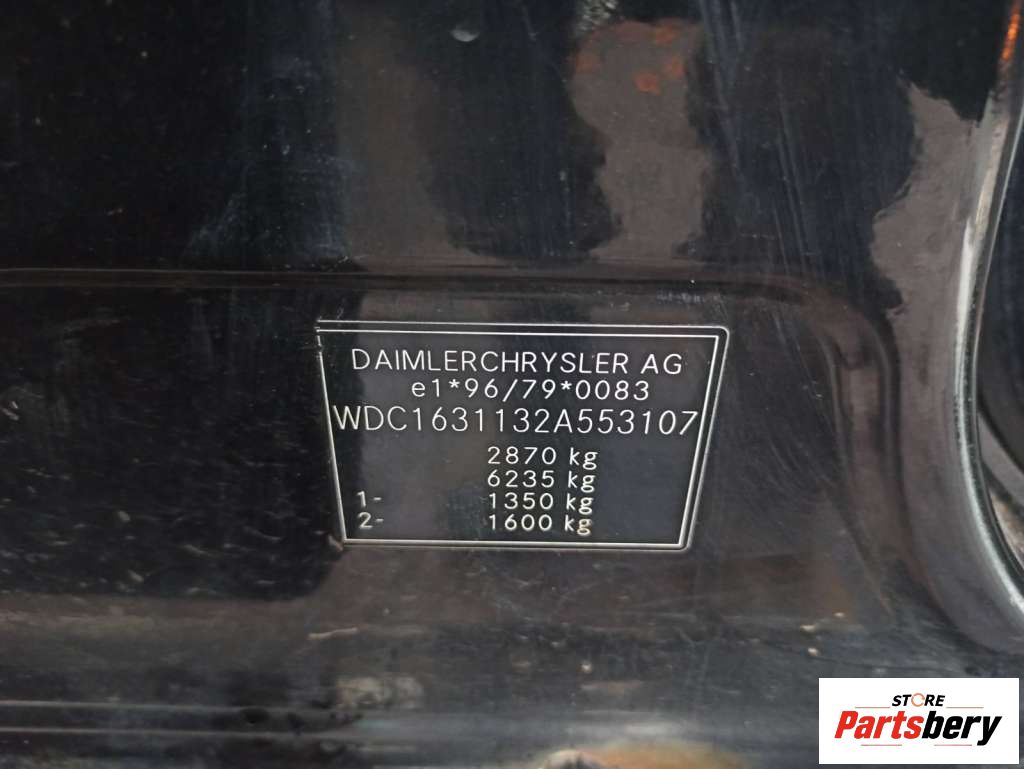 DAIMLERCHRYSLER AG
e1*96/79*0083
WDC1631132A553107
2870 kg
6235 kg
1- 1350 kg
2- 1600 kg
STORE
Partsbery